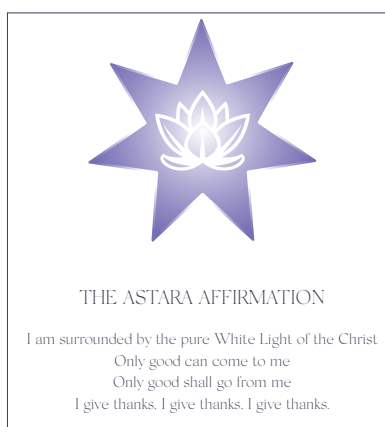 THE ASTARA AFFIRMATION
I am surrounded by the pure White Light of the Christ
Only good can come to me
Only good shall go from me
I give thanks. I give thanks. I give thanks.